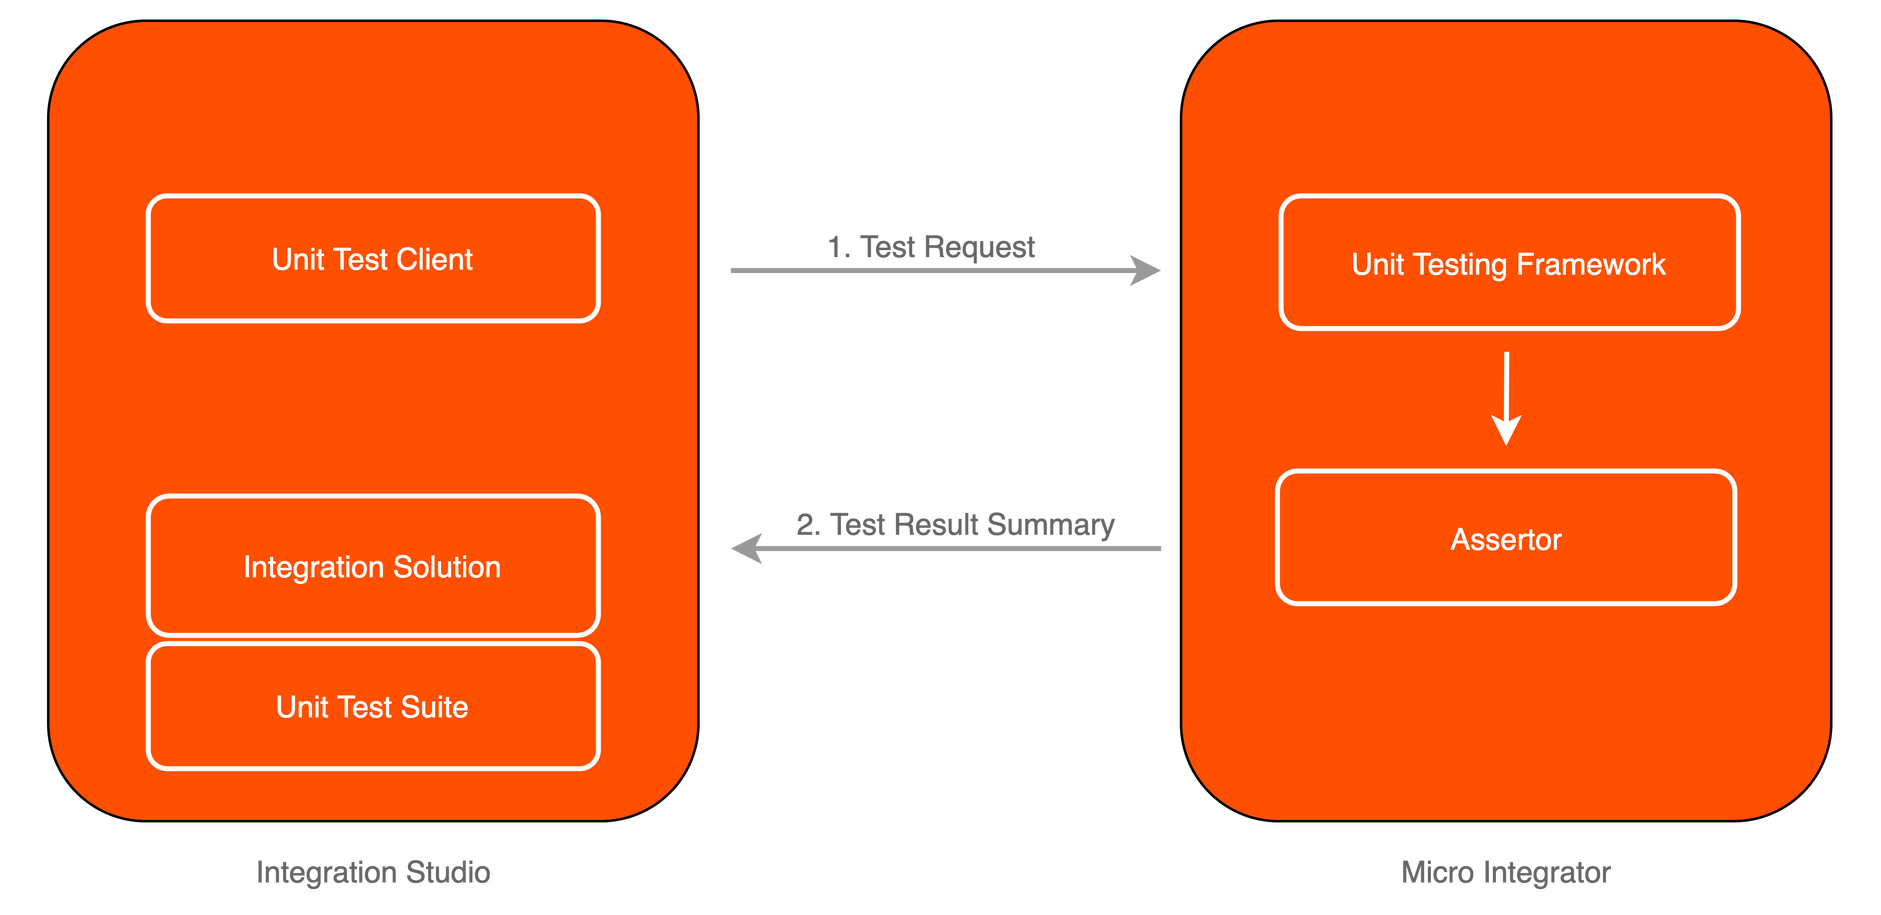 Unit Test Client
Integration Solution
Unit Test Suite
Integration Studio
1. Test Request
2. Test Result Summary
Unit Testing Framework
Assertor
Micro Integrator